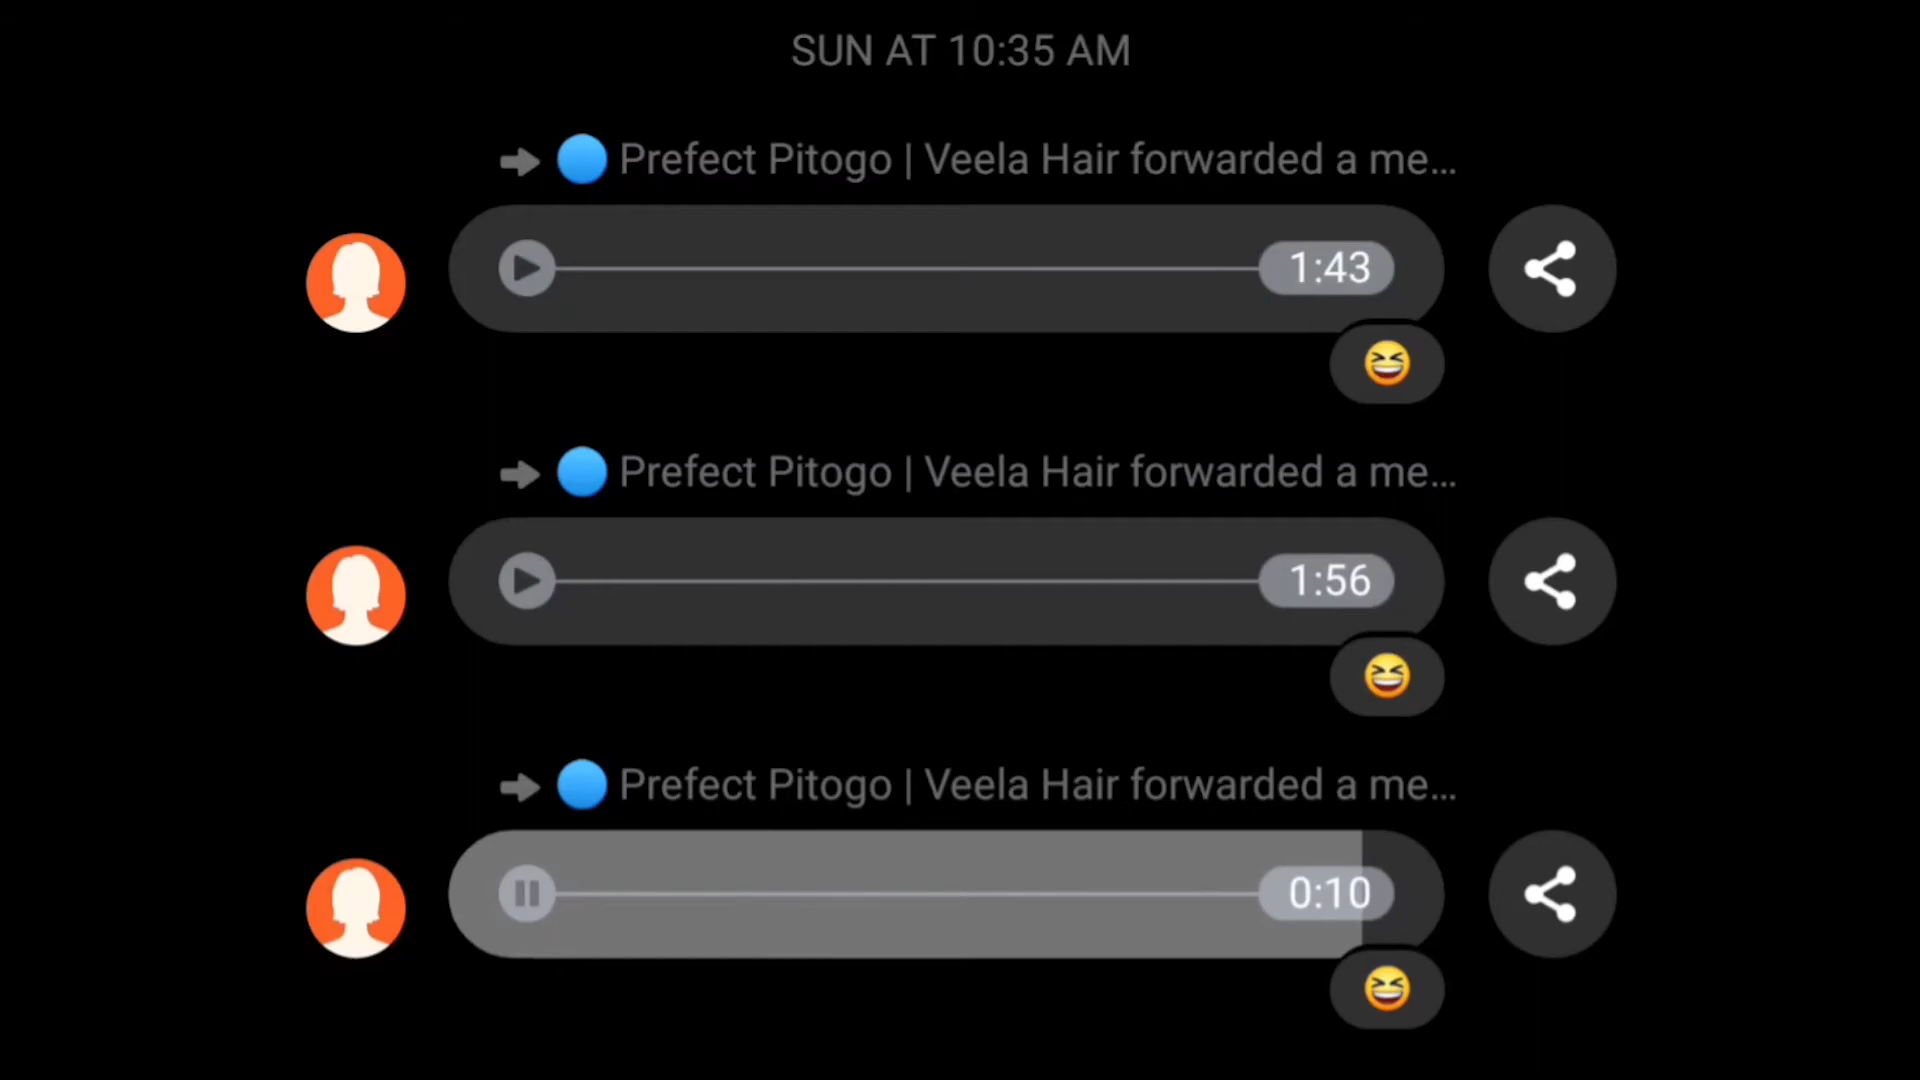 SUN AT 10:35 AM
Prefect Pitogo | Veela Hair forwarded a me...
1:43
Prefect Pitogo | Veela Hair forwarded a me...
1:56
Prefect Pitogo | Veela Hair forwarded a me...
0:10